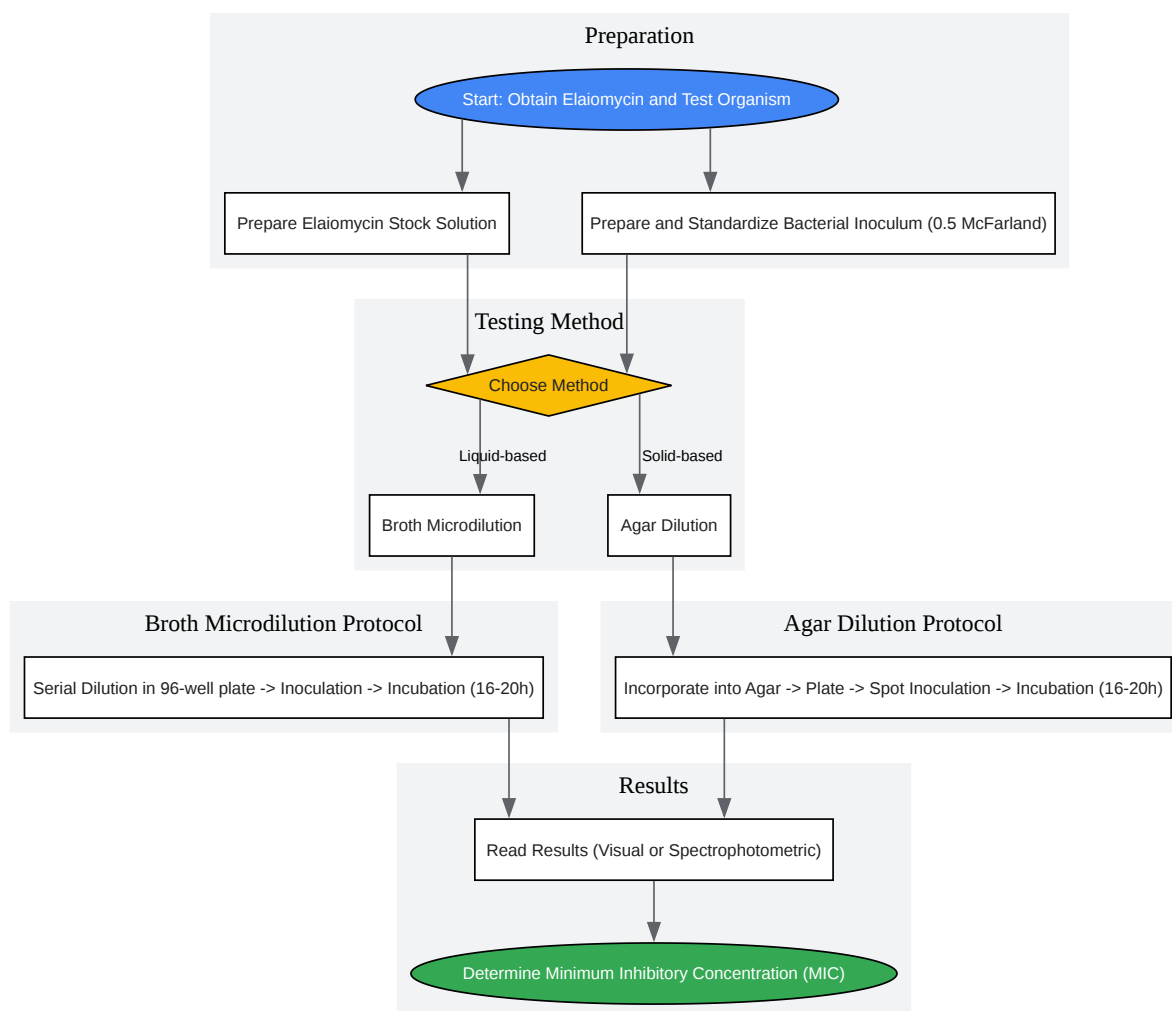 Preparation
Start: Obtain Elaiomycin and Test Organism
Prepare Elaiomycin Stock Solution
Prepare and Standardize Bacterial Inoculum (0.5 McFarland)
Testing Method
Choose Method
Liquid-based
Solid-based
Broth Microdilution
Agar Dilution
Broth Microdilution Protocol
Serial Dilution in 96-well plate -> Inoculation -> Incubation (16-20h)
Agar Dilution Protocol
Incorporate into Agar -> Plate -> Spot Inoculation -> Incubation (16-20h)
Results
Read Results (Visual or Spectrophotometric)
Determine Minimum Inhibitory Concentration (MIC)